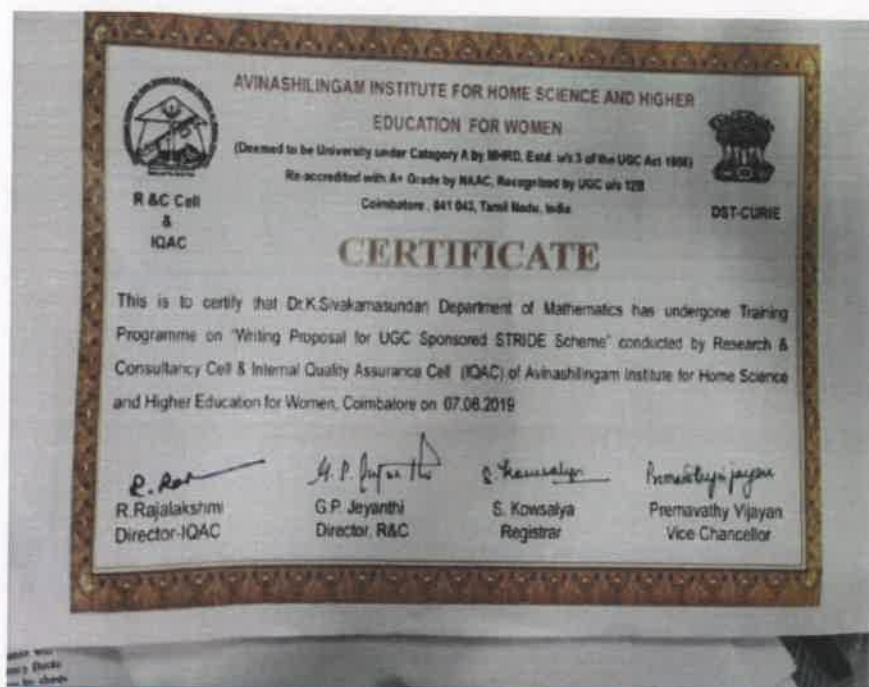 AVINASHILINGAM INSTITUTE FOR HOME SCIENCE AND HIGHER
EDUCATION FOR WOMEN
(Deemed to be University under Category A by MHRD, Estd. u/s 3 of the UGC Act 1956)
Re-accredited with A+ Grade by NAAC, Recognised by UGC u/s 12B
Coimbatore, 641 043, Tamil Nadu, India
R &C Cell
&
IQAC
DST-CURIE
CERTIFICATE
This is to certify that Dr.K.Sivakamasundari Department of Mathematics has undergone Training
Programme on "Writing Proposal for UGC Sponsored STRIDE Scheme" conducted by Research &
Consultancy Cell & Internal Quality Assurance Cell (IQAC) of Avinashilingam Institute for Home Science
and Higher Education for Women, Coimbatore on 07.08.2019
R.Rajalakshmi
Director-IQAC
G.P. Jeyanthi
Director, R&C
S. Kowsalya
Registrar
Premavathy Vijayan
Vice Chancellor